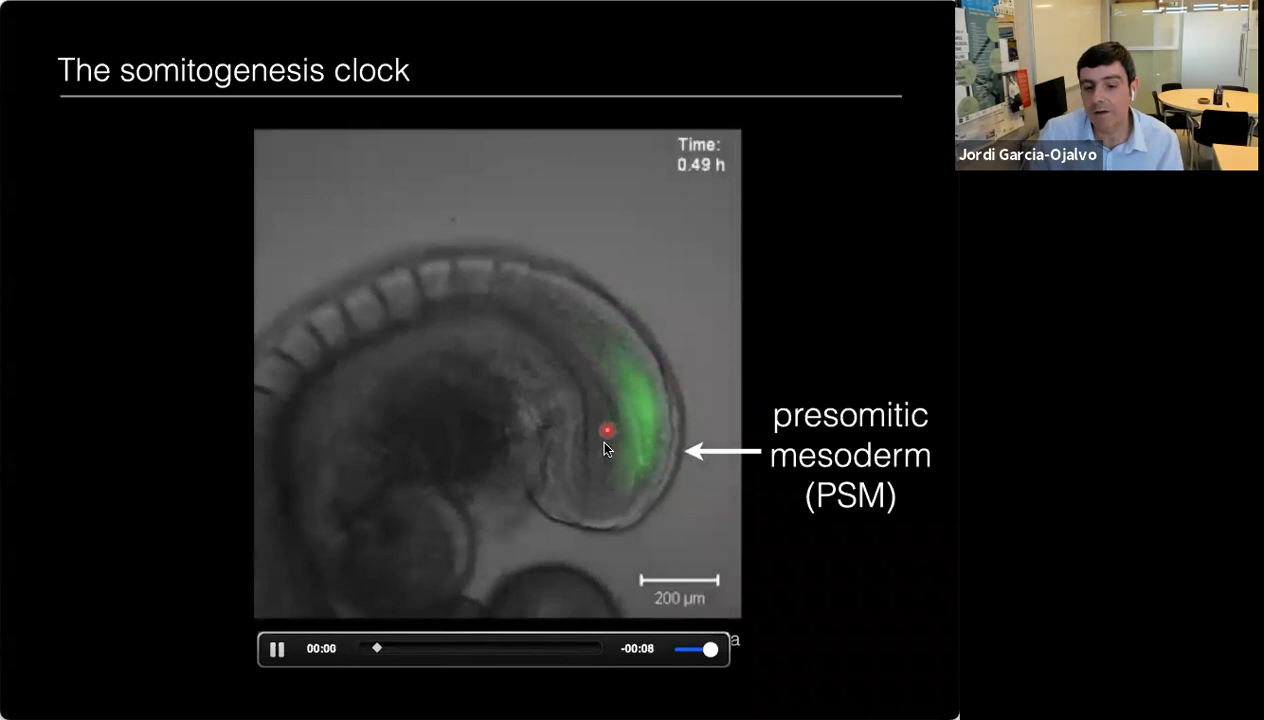 The somitogenesis clock
Time:
0.49 h
Jordi Garcia-Ojalvo
presomitic
mesoderm
(PSM)
200 µm
a
00:00
-00:08